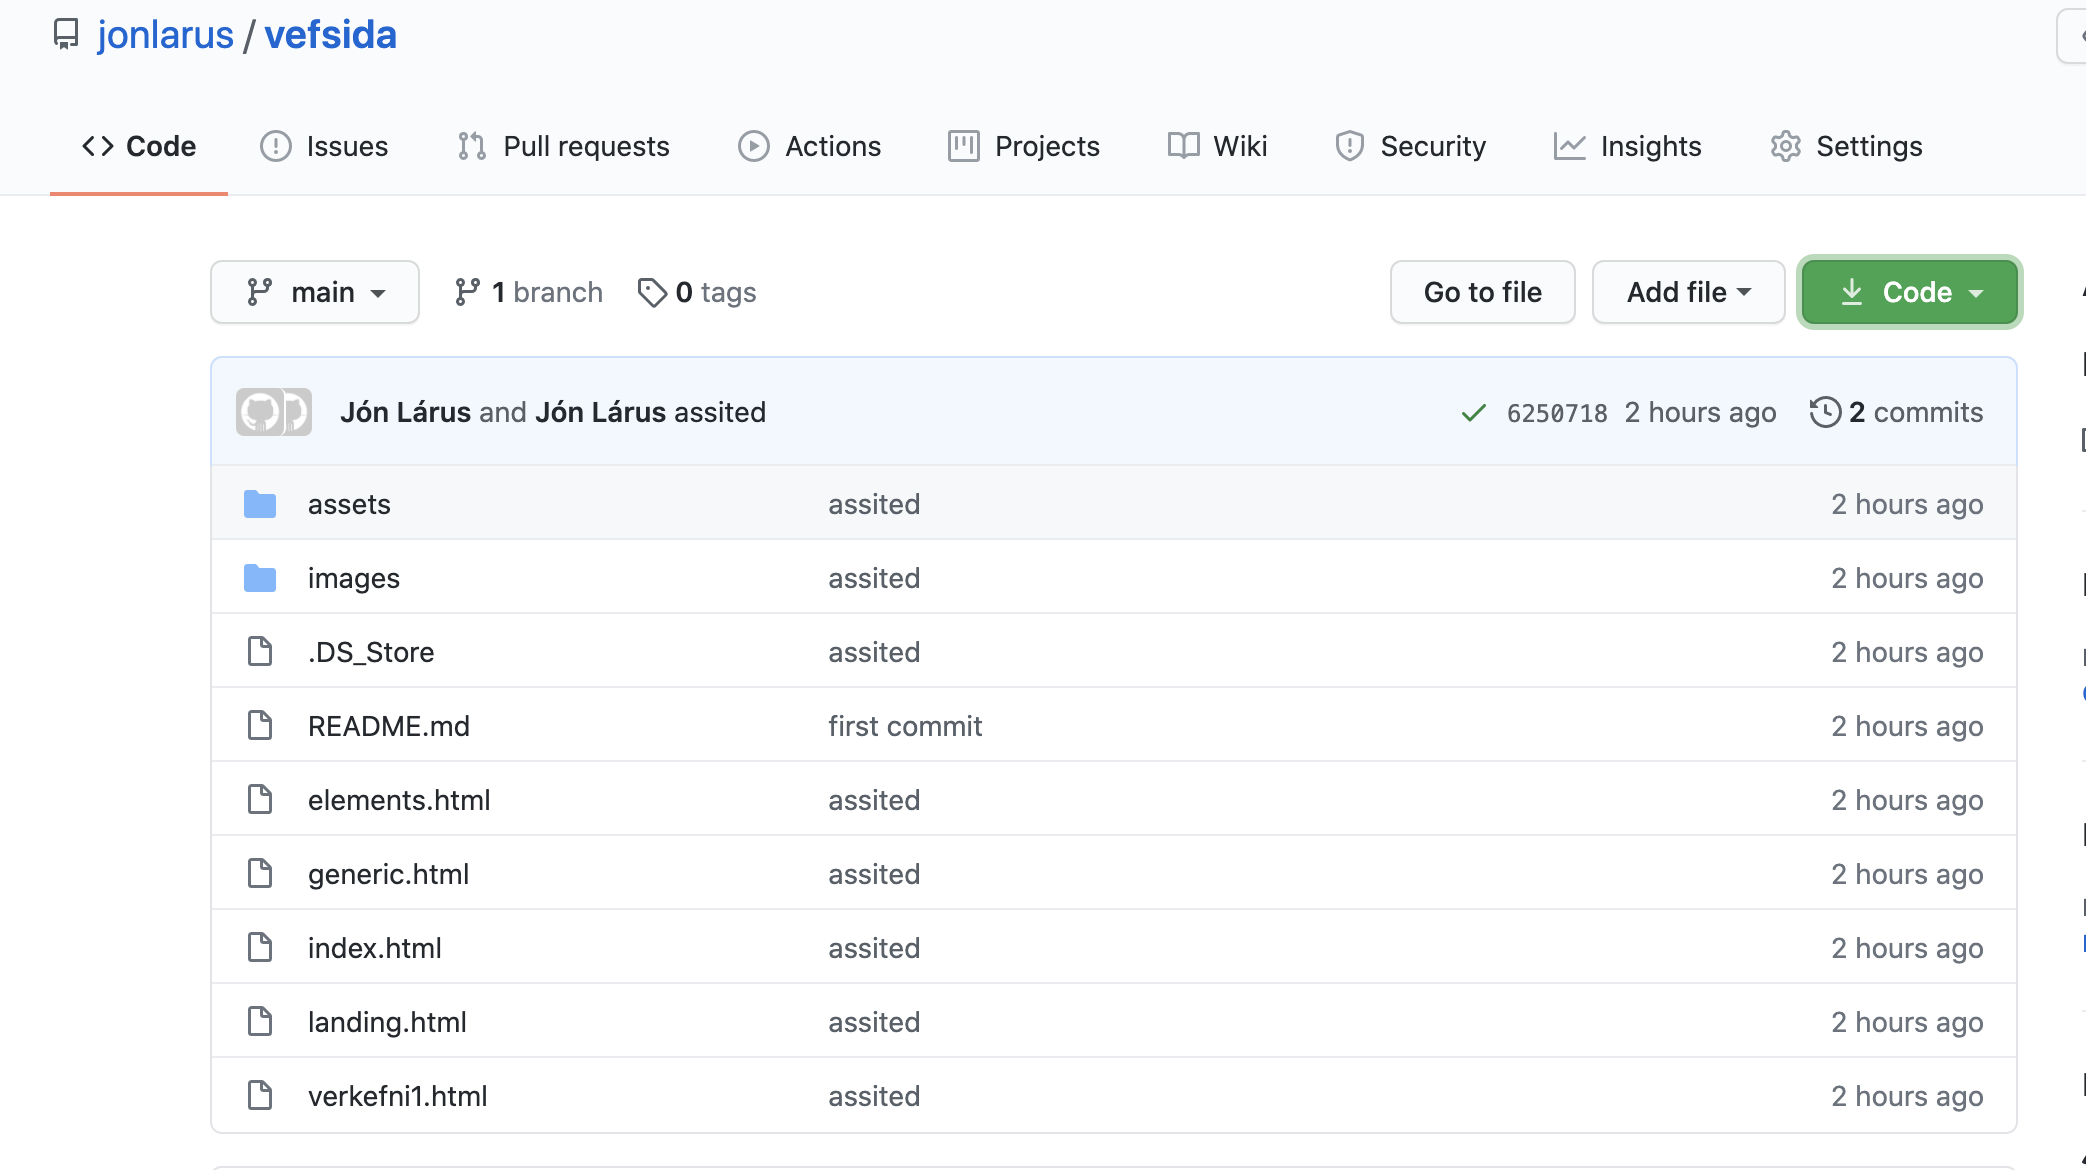 jonlarus / vefsida
Code Issues Pull requests Actions Projects Wiki Security Insights Settings
main 1 branch 0 tags Go to file Add file Code
Jón Lárus and Jón Lárus assited 6250718 2 hours ago 2 commits
assets assited 2 hours ago
images assited 2 hours ago
.DS_Store assited 2 hours ago
README.md first commit 2 hours ago
elements.html assited 2 hours ago
generic.html assited 2 hours ago
index.html assited 2 hours ago
landing.html assited 2 hours ago
verkefni1.html assited 2 hours ago